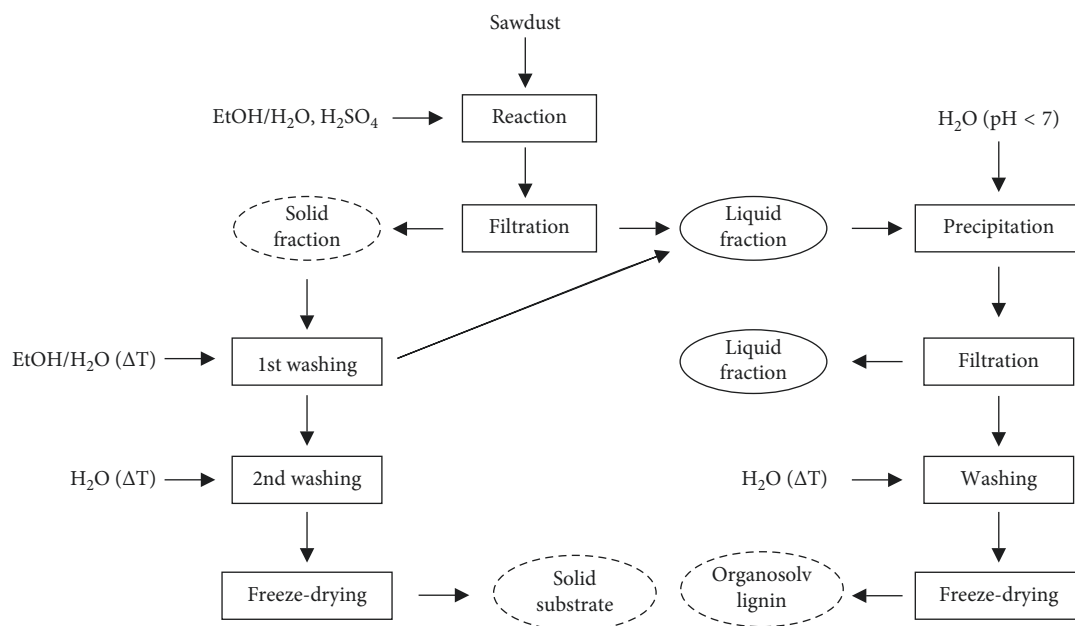 Sawdust
EtOH/H₂O, H₂SO₄
Reaction
H₂O (pH < 7)
Solid
fraction
Filtration
Liquid
fraction
Precipitation
EtOH/H₂O (ΔT)
1st washing
Liquid
fraction
Filtration
H₂O (ΔT)
2nd washing
H₂O (ΔT)
Washing
Freeze-drying
Solid
substrate
Organosolv
lignin
Freeze-drying